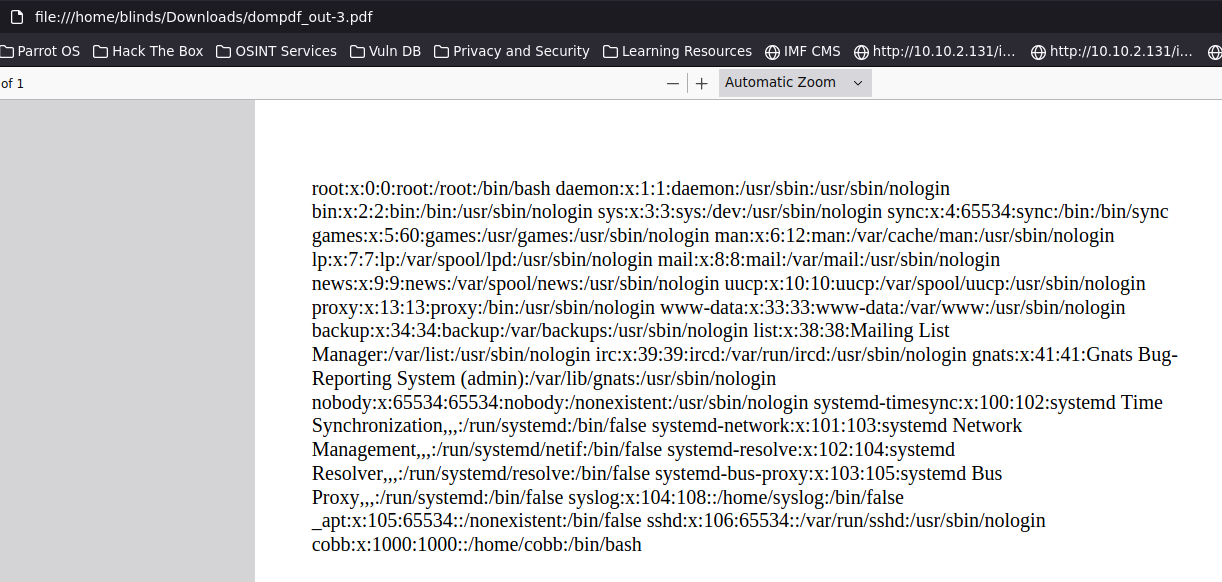 file:///home/blinds/Downloads/dompdf_out-3.pdf
Parrot OS Hack The Box OSINT Services Vuln DB Privacy and Security Learning Resources IMF CMS http://10.10.2.131/i... http://10.10.2.131/i...
of 1 Automatic Zoom
root:x:0:0:root:/root:/bin/bash daemon:x:1:1:daemon:/usr/sbin:/usr/sbin/nologin
bin:x:2:2:bin:/bin:/usr/sbin/nologin sys:x:3:3:sys:/dev:/usr/sbin/nologin sync:x:4:65534:sync:/bin:/bin/sync
games:x:5:60:games:/usr/games:/usr/sbin/nologin man:x:6:12:man:/var/cache/man:/usr/sbin/nologin
lp:x:7:7:lp:/var/spool/lpd:/usr/sbin/nologin mail:x:8:8:mail:/var/mail:/usr/sbin/nologin
news:x:9:9:news:/var/spool/news:/usr/sbin/nologin uucp:x:10:10:uucp:/var/spool/uucp:/usr/sbin/nologin
proxy:x:13:13:proxy:/bin:/usr/sbin/nologin www-data:x:33:33:www-data:/var/www:/usr/sbin/nologin
backup:x:34:34:backup:/var/backups:/usr/sbin/nologin list:x:38:38:Mailing List
Manager:/var/list:/usr/sbin/nologin irc:x:39:39:ircd:/var/run/ircd:/usr/sbin/nologin gnats:x:41:41:Gnats Bug-
Reporting System (admin):/var/lib/gnats:/usr/sbin/nologin
nobody:x:65534:65534:nobody:/nonexistent:/usr/sbin/nologin systemd-timesync:x:100:102:systemd Time
Synchronization,,,:/run/systemd:/bin/false systemd-network:x:101:103:systemd Network
Management,,,:/run/systemd/netif:/bin/false systemd-resolve:x:102:104:systemd
Resolver,,,:/run/systemd/resolve:/bin/false systemd-bus-proxy:x:103:105:systemd Bus
Proxy,,,:/run/systemd:/bin/false syslog:x:104:108::/home/syslog:/bin/false
_apt:x:105:65534::/nonexistent:/bin/false sshd:x:106:65534::/var/run/sshd:/usr/sbin/nologin
cobb:x:1000:1000::/home/cobb:/bin/bash